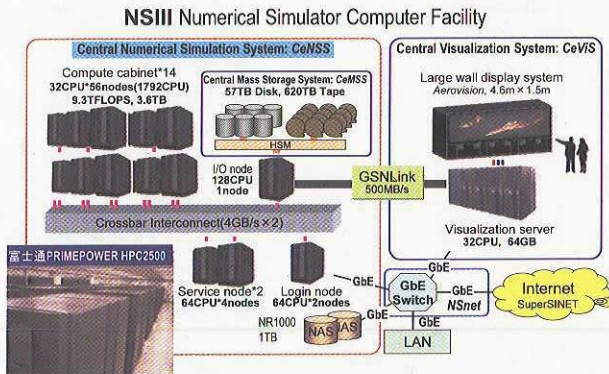 NSIII Numerical Simulator Computer Facility
Central Numerical Simulation System: CeNSS
Compute cabinet*14
32CPU*56nodes(1792CPU)
9.3TFLOPS, 3.6TB
Central Mass Storage System: CeMSS
57TB Disk, 620TB Tape
HSM
I/O node
128CPU
1node
Crossbar Interconnect(4GB/s×2)
富士通PRIMEPOWER HPC2500
Service node*2
64CPU*4nodes
Login node
64CPU*2nodes
NR1000
1TB
NAS
NAS
GSNLink
500MB/s
Central Visualization System: CeViS
Large wall display system
Aerovision, 4.6m×1.5m
Visualization server
32CPU, 64GB
GbE
GbE
GbE
Switch
GbE
NSnet
GbE
GbE
LAN
Internet
SuperSINET